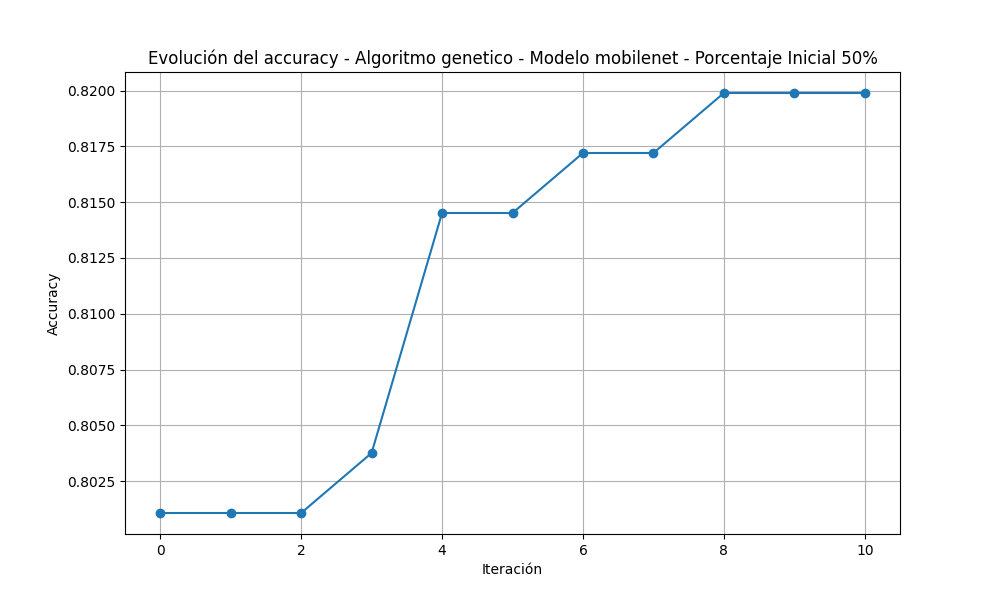 Evolución del accuracy - Algoritmo genetico - Modelo mobilenet - Porcentaje Inicial 50%
0.8200
0.8175
0.8150
0.8125
0.8100
0.8075
0.8050
0.8025
Accuracy
0 2 4 6 8 10
Iteración